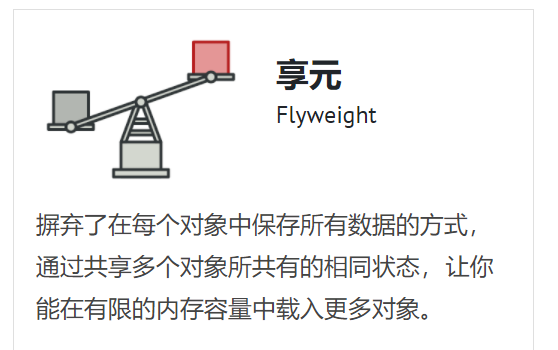 享元
Flyweight
摒弃了在每个对象中保存所有数据的方式，
通过共享多个对象所共有的相同状态，让你
能在有限的内存容量中载入更多对象。